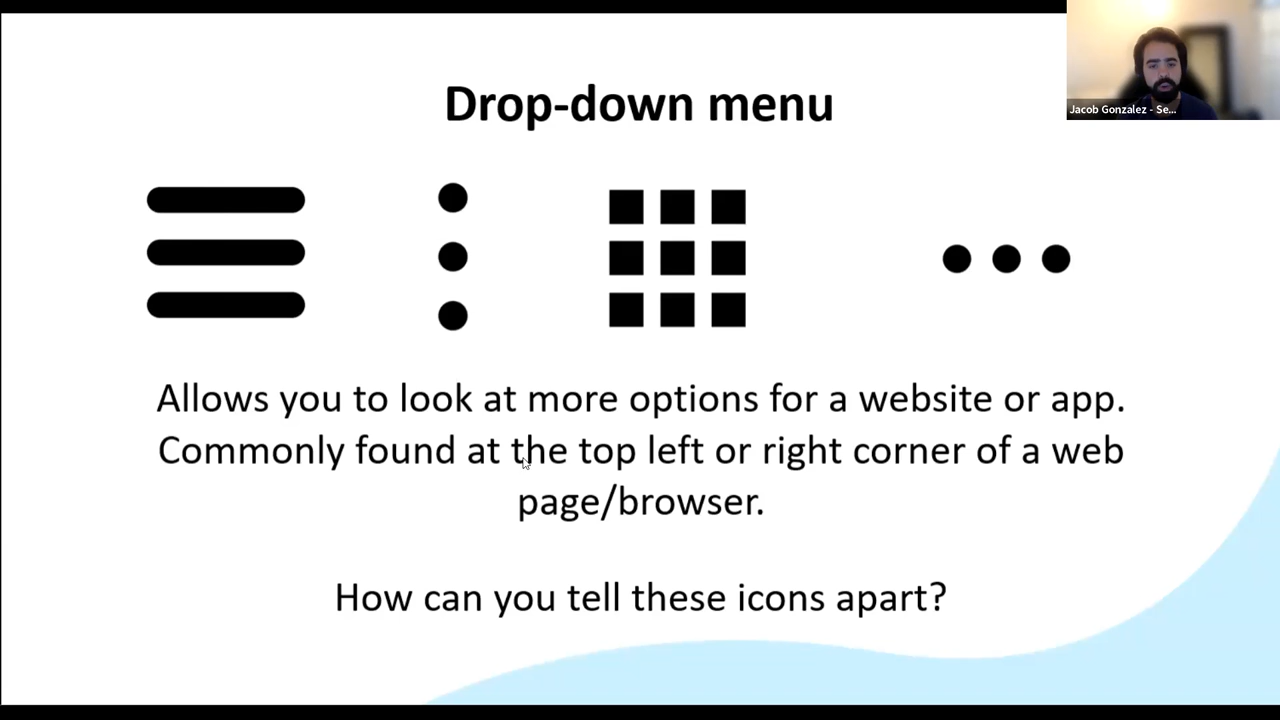 Drop-down menu
Jacob Gonzalez - Se...
Allows you to look at more options for a website or app.
Commonly found at the top left or right corner of a web
page/browser.
How can you tell these icons apart?